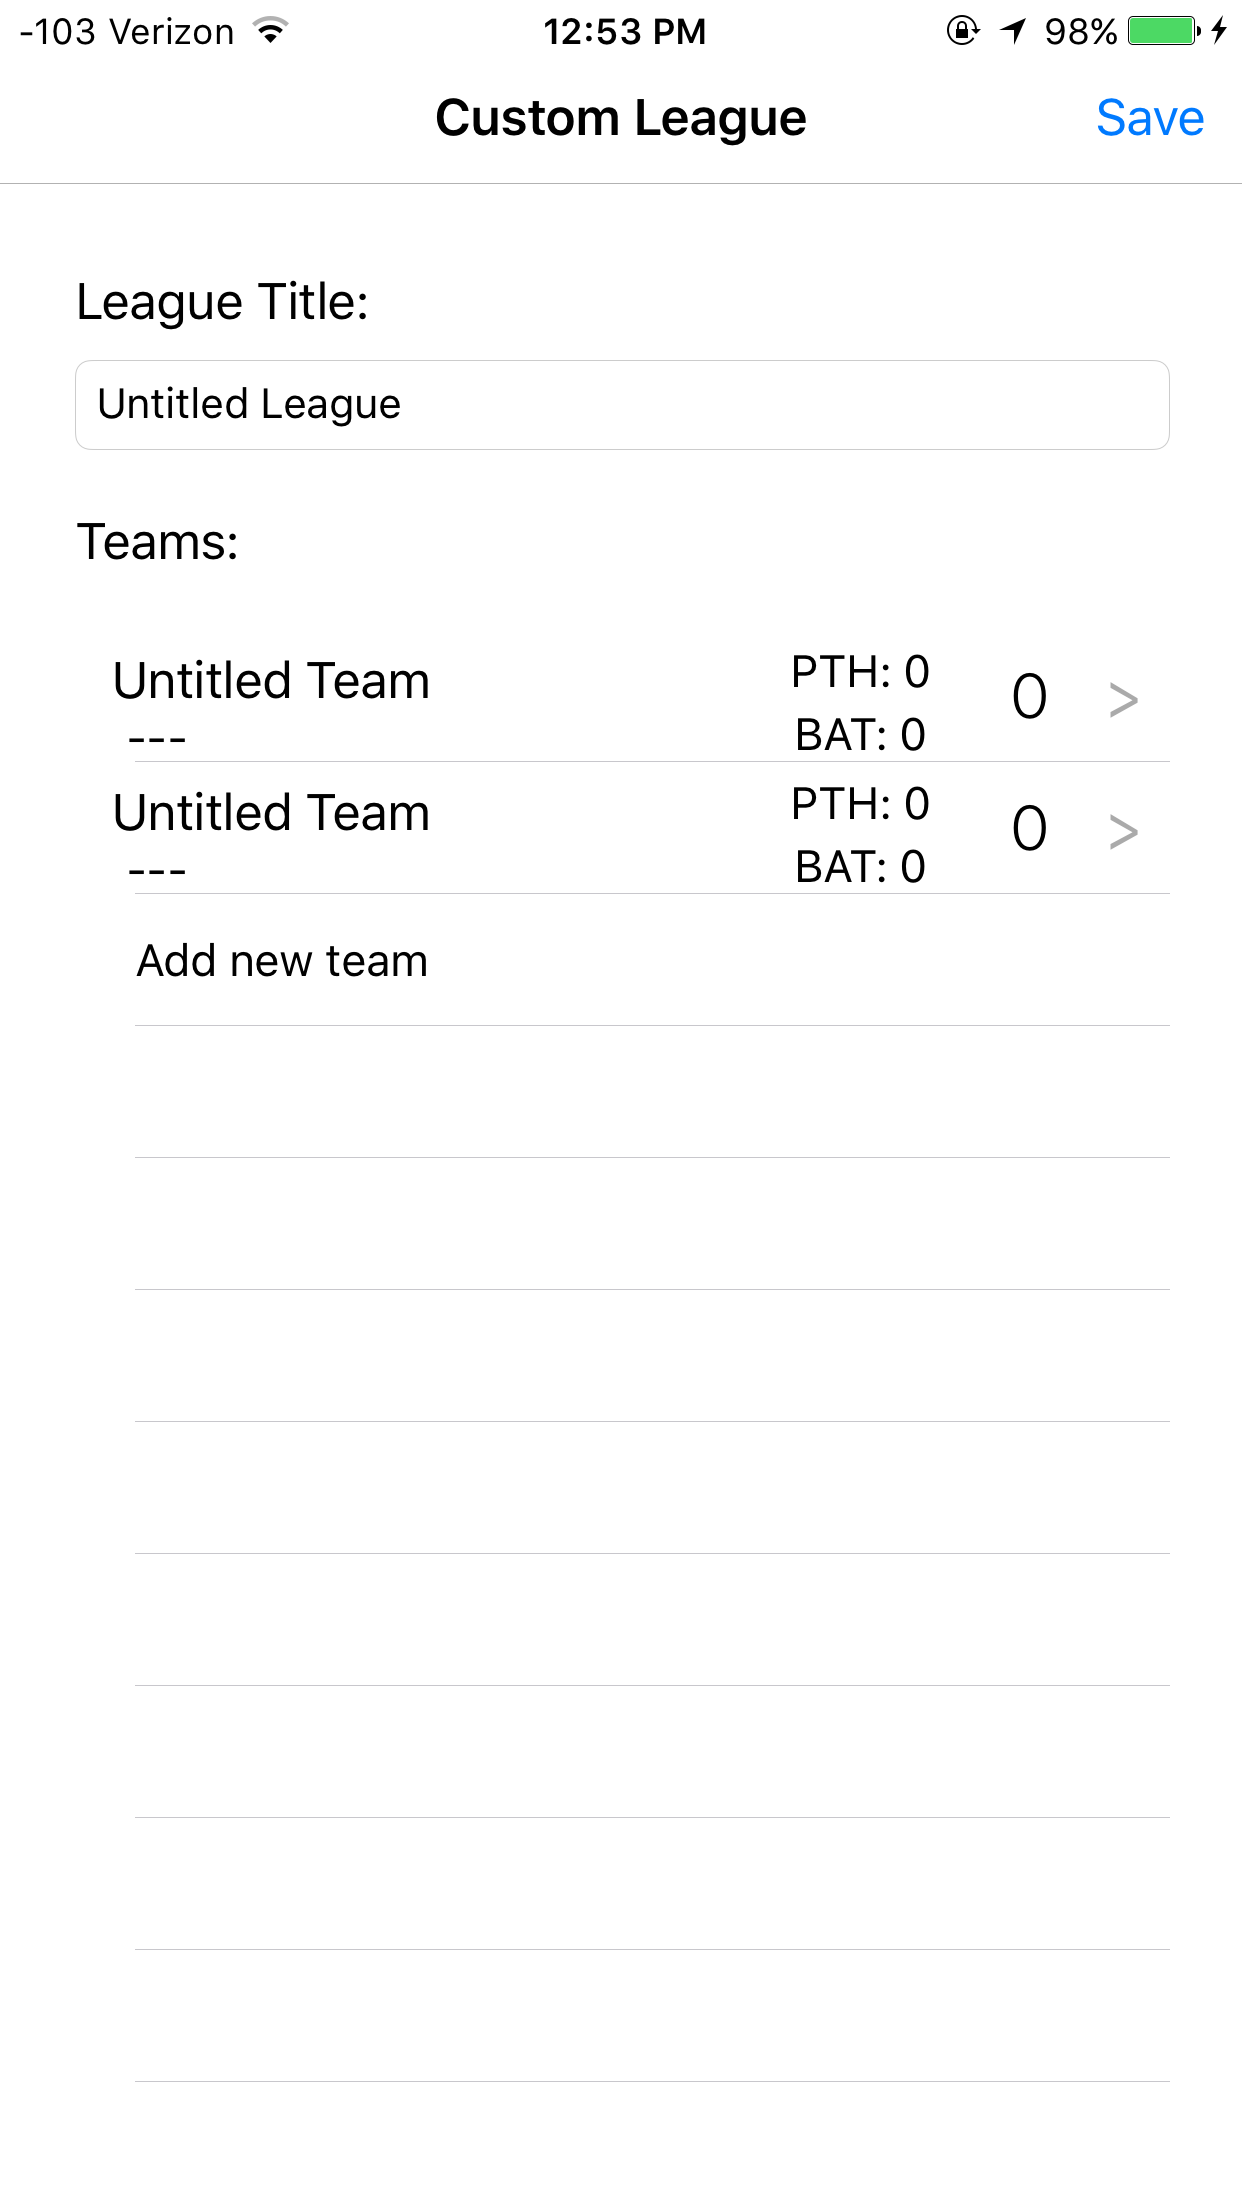 -103 Verizon 12:53 PM 98%
Custom League Save
League Title:
Untitled League
Teams:
Untitled Team PTH: 0 0 >
--- BAT: 0
Untitled Team PTH: 0 0 >
--- BAT: 0
Add new team